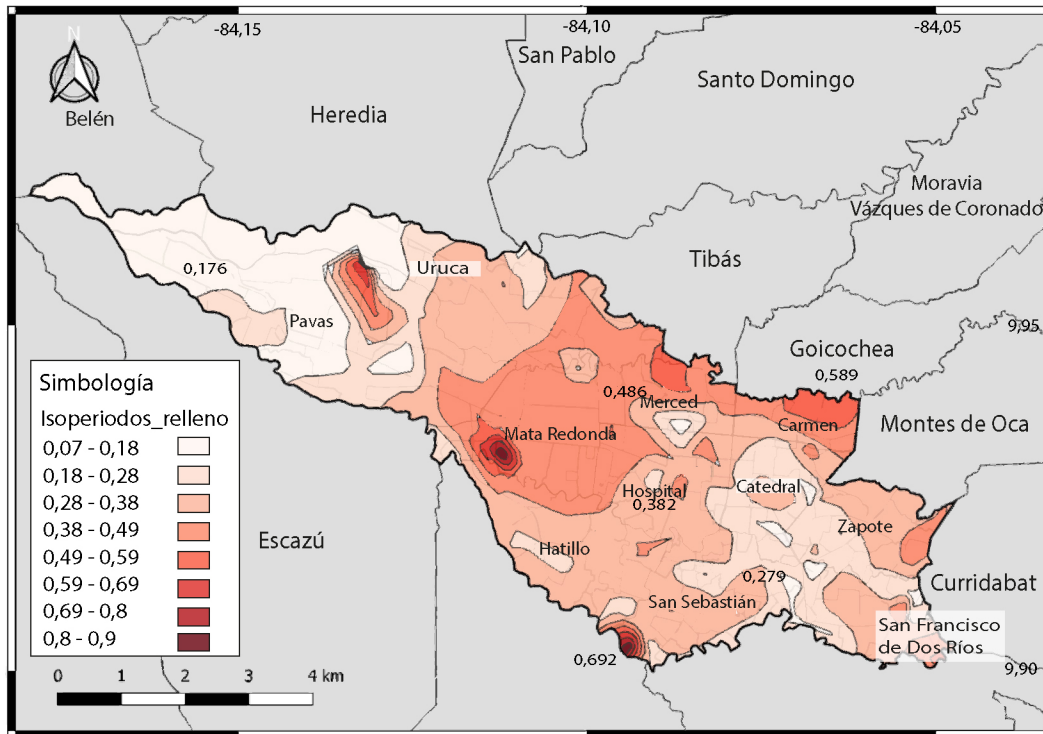 -84,15
-84,10
-84,05
N
San Pablo
Santo Domingo
Belén
Heredia
Moravia
Vázques de Coronado
Tibás
Uruca
0,176
Pavas
9,95
Goicochea
0,589
Simbología
Isoperiodos_relleno
0,07 - 0,18
0,18 - 0,28
0,28 - 0,38
0,38 - 0,49
0,49 - 0,59
0,59 - 0,69
0,69 - 0,8
0,8 - 0,9
0,486
Merced
Carmen
Montes de Oca
Mata Redonda
Hospital
0,382
Catedral
Zapote
Escazú
Hatillo
0,279
Curridabat
San Sebastián
San Francisco
de Dos Ríos
0,692
9,90
0 1 2 3 4 km